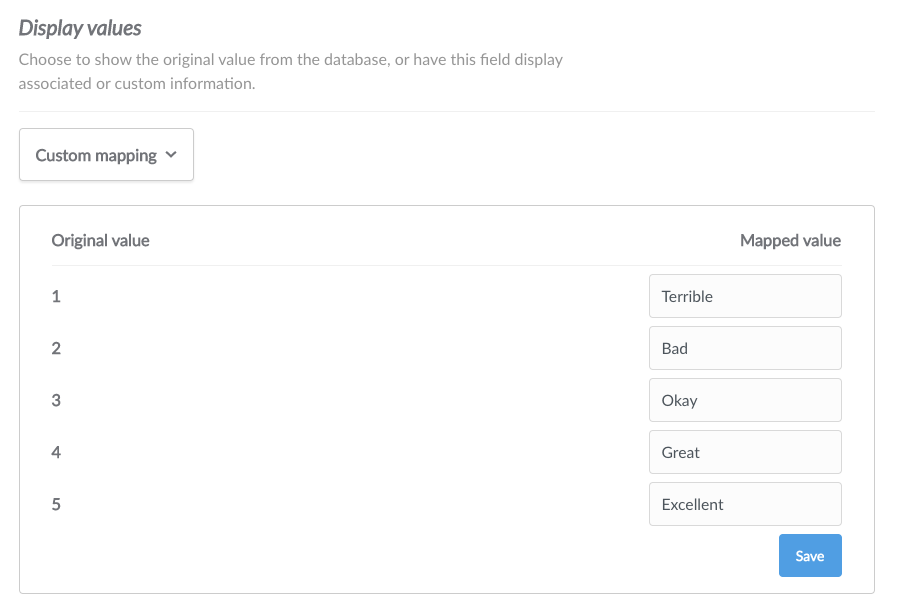 Display values
Choose to show the original value from the database, or have this field display
associated or custom information.
Custom mapping
Original value Mapped value
1 Terrible
2 Bad
3 Okay
4 Great
5 Excellent
Save